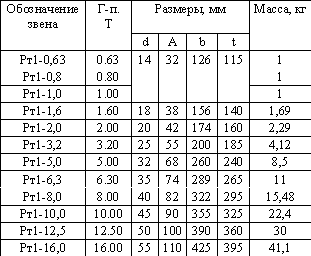 Обозначение звена Г-п. Т Размеры, мм Масса, кг
d A b t
Рт1-0,63 0.63 14 32 126 115 1
Рт1-0,8 0.80 1
Рт1-1,0 1.00 1
Рт1-1,6 1.60 18 38 156 140 1,69
Рт1-2,0 2.00 20 42 174 160 2,29
Рт1-3,2 3.20 25 55 200 185 4,12
Рт1-5,0 5.00 32 68 260 240 8,5
Рт1-6,3 6.30 35 74 289 265 11
Рт1-8,0 8.00 40 82 322 295 15,48
Рт1-10,0 10.00 45 90 355 325 22,4
Рт1-12,5 12.50 50 100 390 360 30
Рт1-16,0 16.00 55 110 425 395 41,1